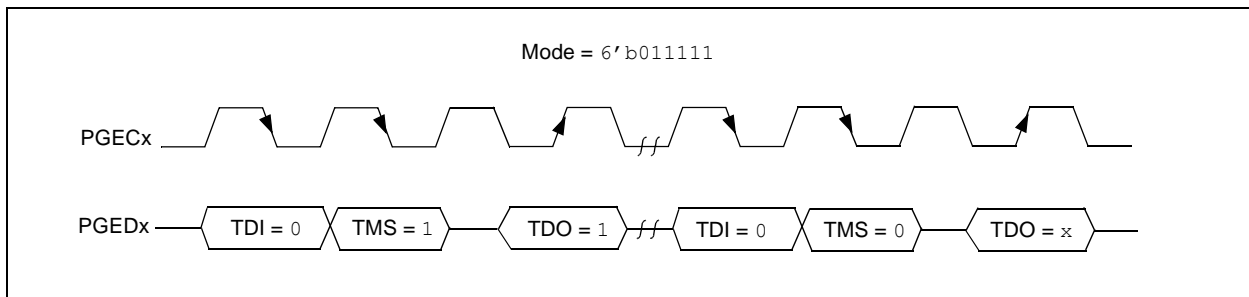 Mode = 6’b011111
PGECx
PGEDx TDI = 0 TMS = 1 TDO = 1 TDI = 0 TMS = 0 TDO = x